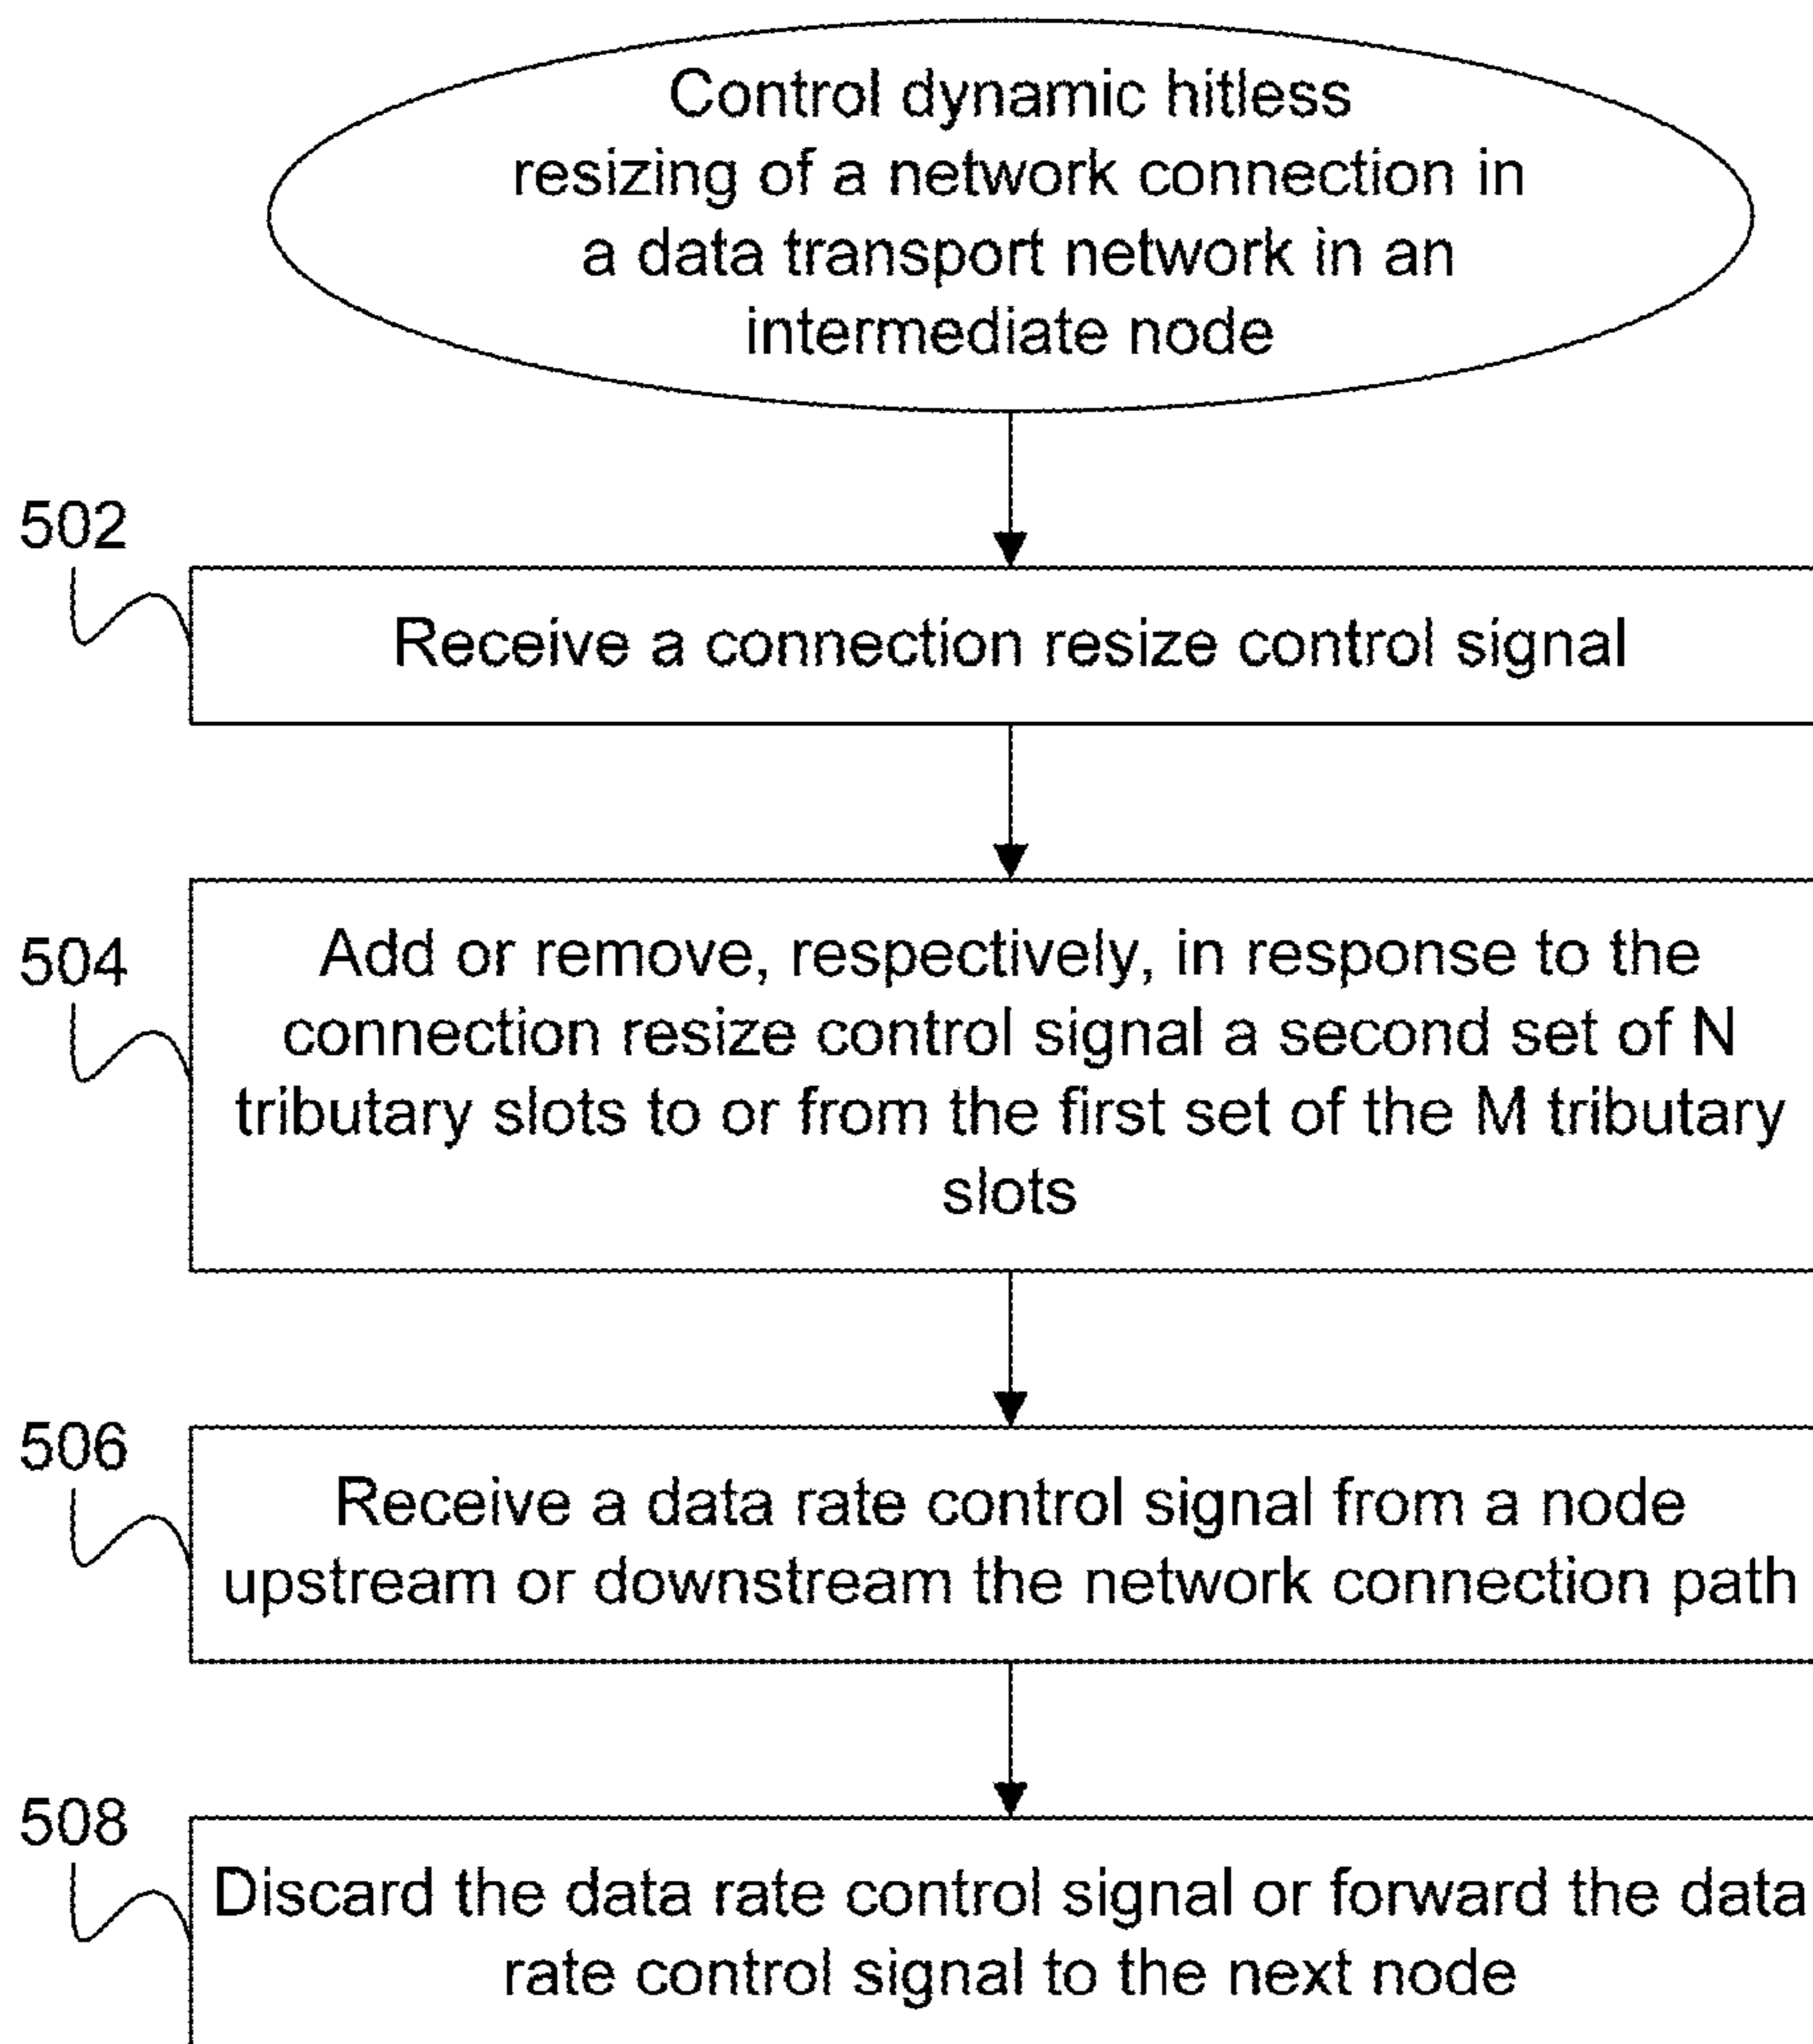 Control dynamic hitless
resizing of a network connection in
a data transport network in an
intermediate node
502
Receive a connection resize control signal
504
Add or remove, respectively, in response to the
connection resize control signal a second set of N
tributary slots to or from the first set of the M tributary
slots
506
Receive a data rate control signal from a node
upstream or downstream the network connection path
508
Discard the data rate control signal or forward the data
rate control signal to the next node